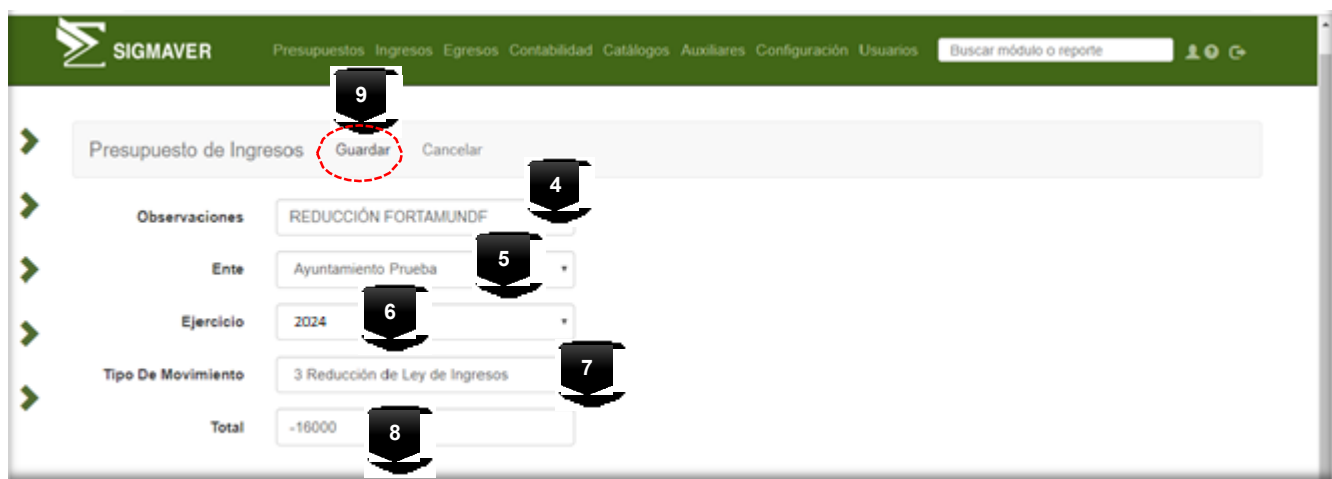 SIGMAVER Presupuestos Ingresos Egresos Contabilidad Catálogos Auxiliares Configuración Usuarios Buscar módulo o reporte
9
Presupuesto de Ingresos Guardar Cancelar
4
Observaciones REDUCCIÓN FORTAMUNDF
5
Ente Ayuntamiento Prueba
6
Ejercicio 2024
7
Tipo De Movimiento 3 Reducción de Ley de Ingresos
8
Total -16000